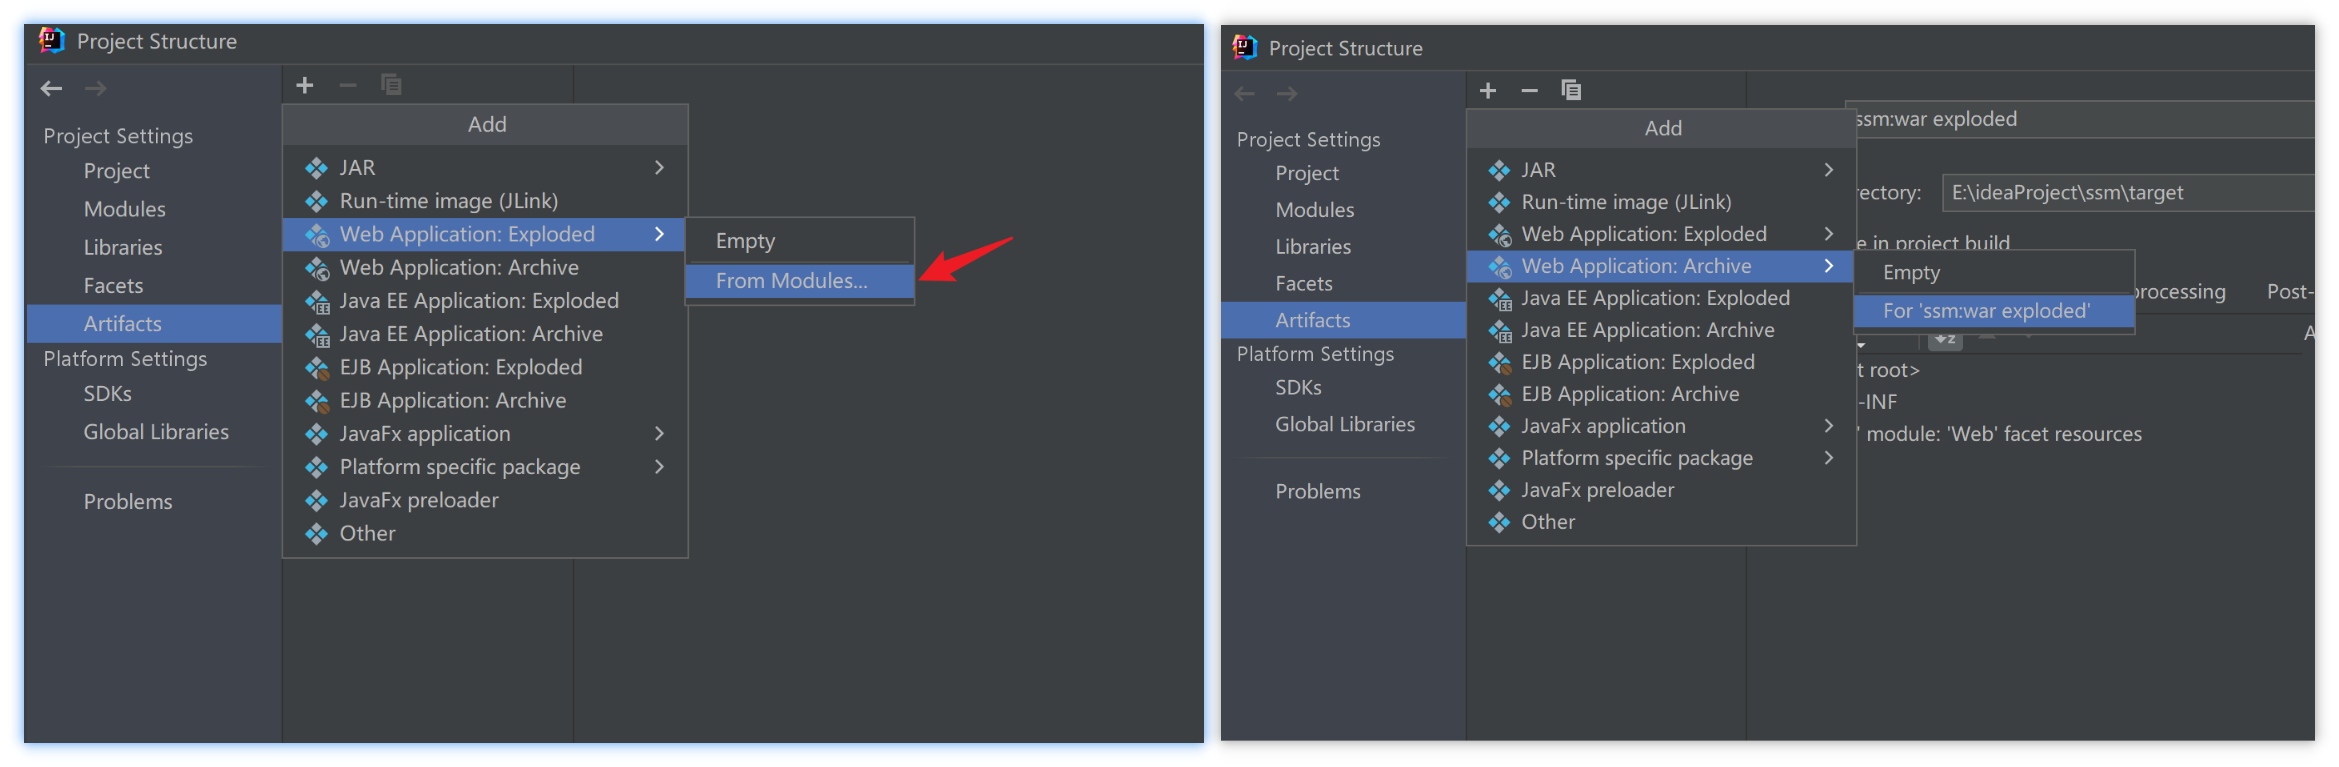 Project Structure
Project Settings
Project
Modules
Libraries
Facets
Artifacts
Platform Settings
SDKs
Global Libraries
Problems
Add
JAR
Run-time image (JLink)
Web Application: Exploded
Web Application: Archive
Java EE Application: Exploded
Java EE Application: Archive
EJB Application: Exploded
EJB Application: Archive
JavaFx application
Platform specific package
JavaFx preloader
Other
Empty
From Modules...
Project Structure
Project Settings
Project
Modules
Libraries
Facets
Artifacts
Platform Settings
SDKs
Global Libraries
Problems
Add
JAR
Run-time image (JLink)
Web Application: Exploded
Web Application: Archive
Java EE Application: Exploded
Java EE Application: Archive
EJB Application: Exploded
EJB Application: Archive
JavaFx application
Platform specific package
JavaFx preloader
Other
Empty
For 'ssm:war exploded'
ssm:war exploded
rectory: E:\ideaProject\ssm\target
e in project build
processing Post-
A
t root>
-INF
' module: 'Web' facet resources